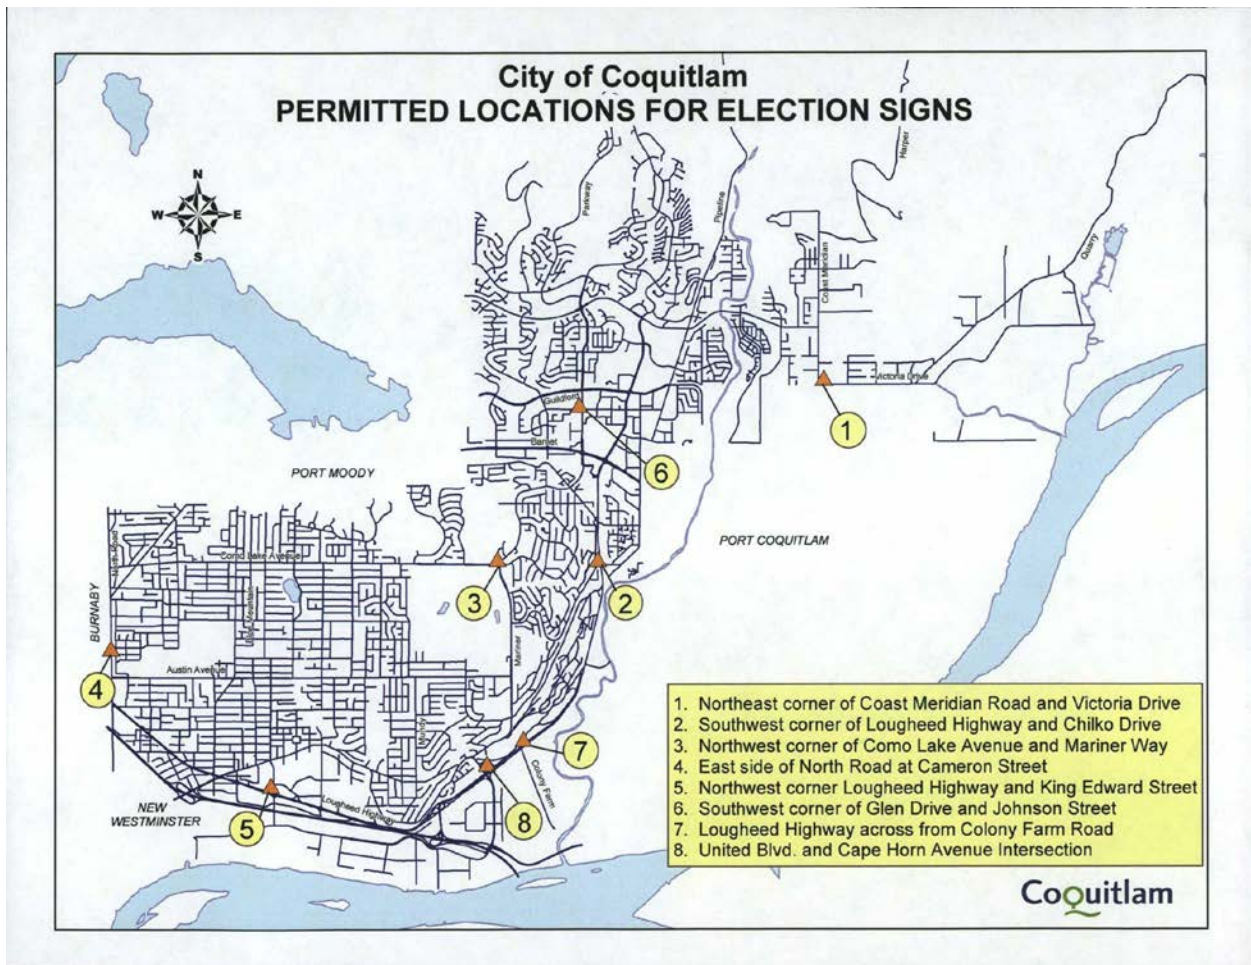 City of Coquitlam
PERMITTED LOCATIONS FOR ELECTION SIGNS
N
W E
S
Parkway
Pipeline
Harper
Coast Meridian
Quarry
Victoria Drive
1
Guildford
Barnet
6
PORT MOODY
PORT COQUITLAM
North Road
Como Lake Avenue
BURNABY
Blue Mountain
3
2
Mariner
Austin Avenue
4
Mundy
7
Colony Farm
NEW
WESTMINSTER
Lougheed Highway
5
8
1. Northeast corner of Coast Meridian Road and Victoria Drive
2. Southwest corner of Lougheed Highway and Chilko Drive
3. Northwest corner of Como Lake Avenue and Mariner Way
4. East side of North Road at Cameron Street
5. Northwest corner Lougheed Highway and King Edward Street
6. Southwest corner of Glen Drive and Johnson Street
7. Lougheed Highway across from Colony Farm Road
8. United Blvd. and Cape Horn Avenue Intersection
Coquitlam